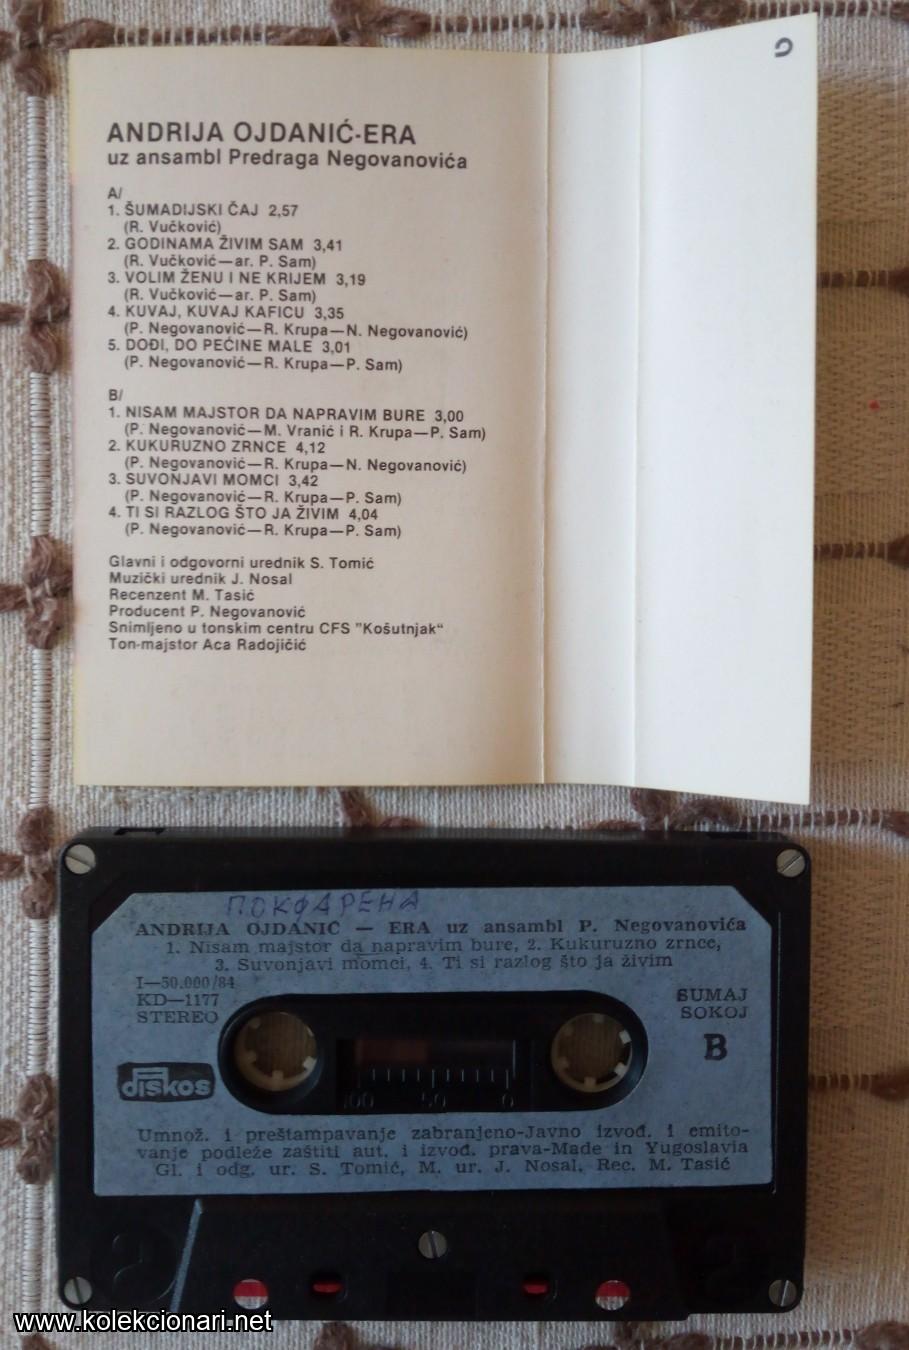 ANDRIJA OJDANIĆ-ERA
uz ansambl Predraga Negovanovića
A/
1. ŠUMADIJSKI ČAJ 2,57
(R. Vučković)
2. GODINAMA ŽIVIM SAM 3,41
(R. Vučković—ar. P. Sam)
3. VOLIM ŽENU I NE KRIJEM 3,19
(R. Vučković—ar. P. Sam)
4. KUVAJ, KUVAJ KAFICU 3,35
(P. Negovanović—R. Krupa—N. Negovanović)
5. DOĐI, DO PEĆINE MALE 3,01
(P. Negovanović—R. Krupa—P. Sam)
B/
1. NISAM MAJSTOR DA NAPRAVIM BURE 3,00
(P. Negovanović—M. Vranić i R. Krupa—P. Sam)
2. KUKURUZNO ZRNCE 4,12
(P. Negovanović—R. Krupa—N. Negovanović)
3. SUVONJAVI MOMCI 3,42
(P. Negovanović—R. Krupa—P. Sam)
4. TI SI RAZLOG ŠTO JA ŽIVIM 4,04
(P. Negovanović—R. Krupa—P. Sam)
Glavni i odgovorni urednik S. Tomić
Muzički urednik J. Nosal
Recenzent M. Tasić
Producent P. Negovanović
Snimljeno u tonskim centru CFS "Košutnjak“
Ton-majstor Aca Radojičić
ПОКФАРЕНА
ANDRIJA OJDANIĆ — ERA uz ansambl P. Negovanovića
1. Nisam majstor da napravim bure, 2. Kukuruzno zrnce,
3. Suvonjavi momci, 4. Ti si razlog što ja živim
I—50.000/84
KD—1177
STEREO
SUMAJ
SOKOJ
B
diskos
100 50 0
Umnož. i preštampavanje zabranjeno-Javno izvođ. i emito-
vanje podleže zaštiti aut. i izvođ. prava-Made in Yugoslavia
Gl. i odg. ur. S. Tomić, M. ur. J. Nosal, Rec. M. Tasić
www.kolekcionari.net